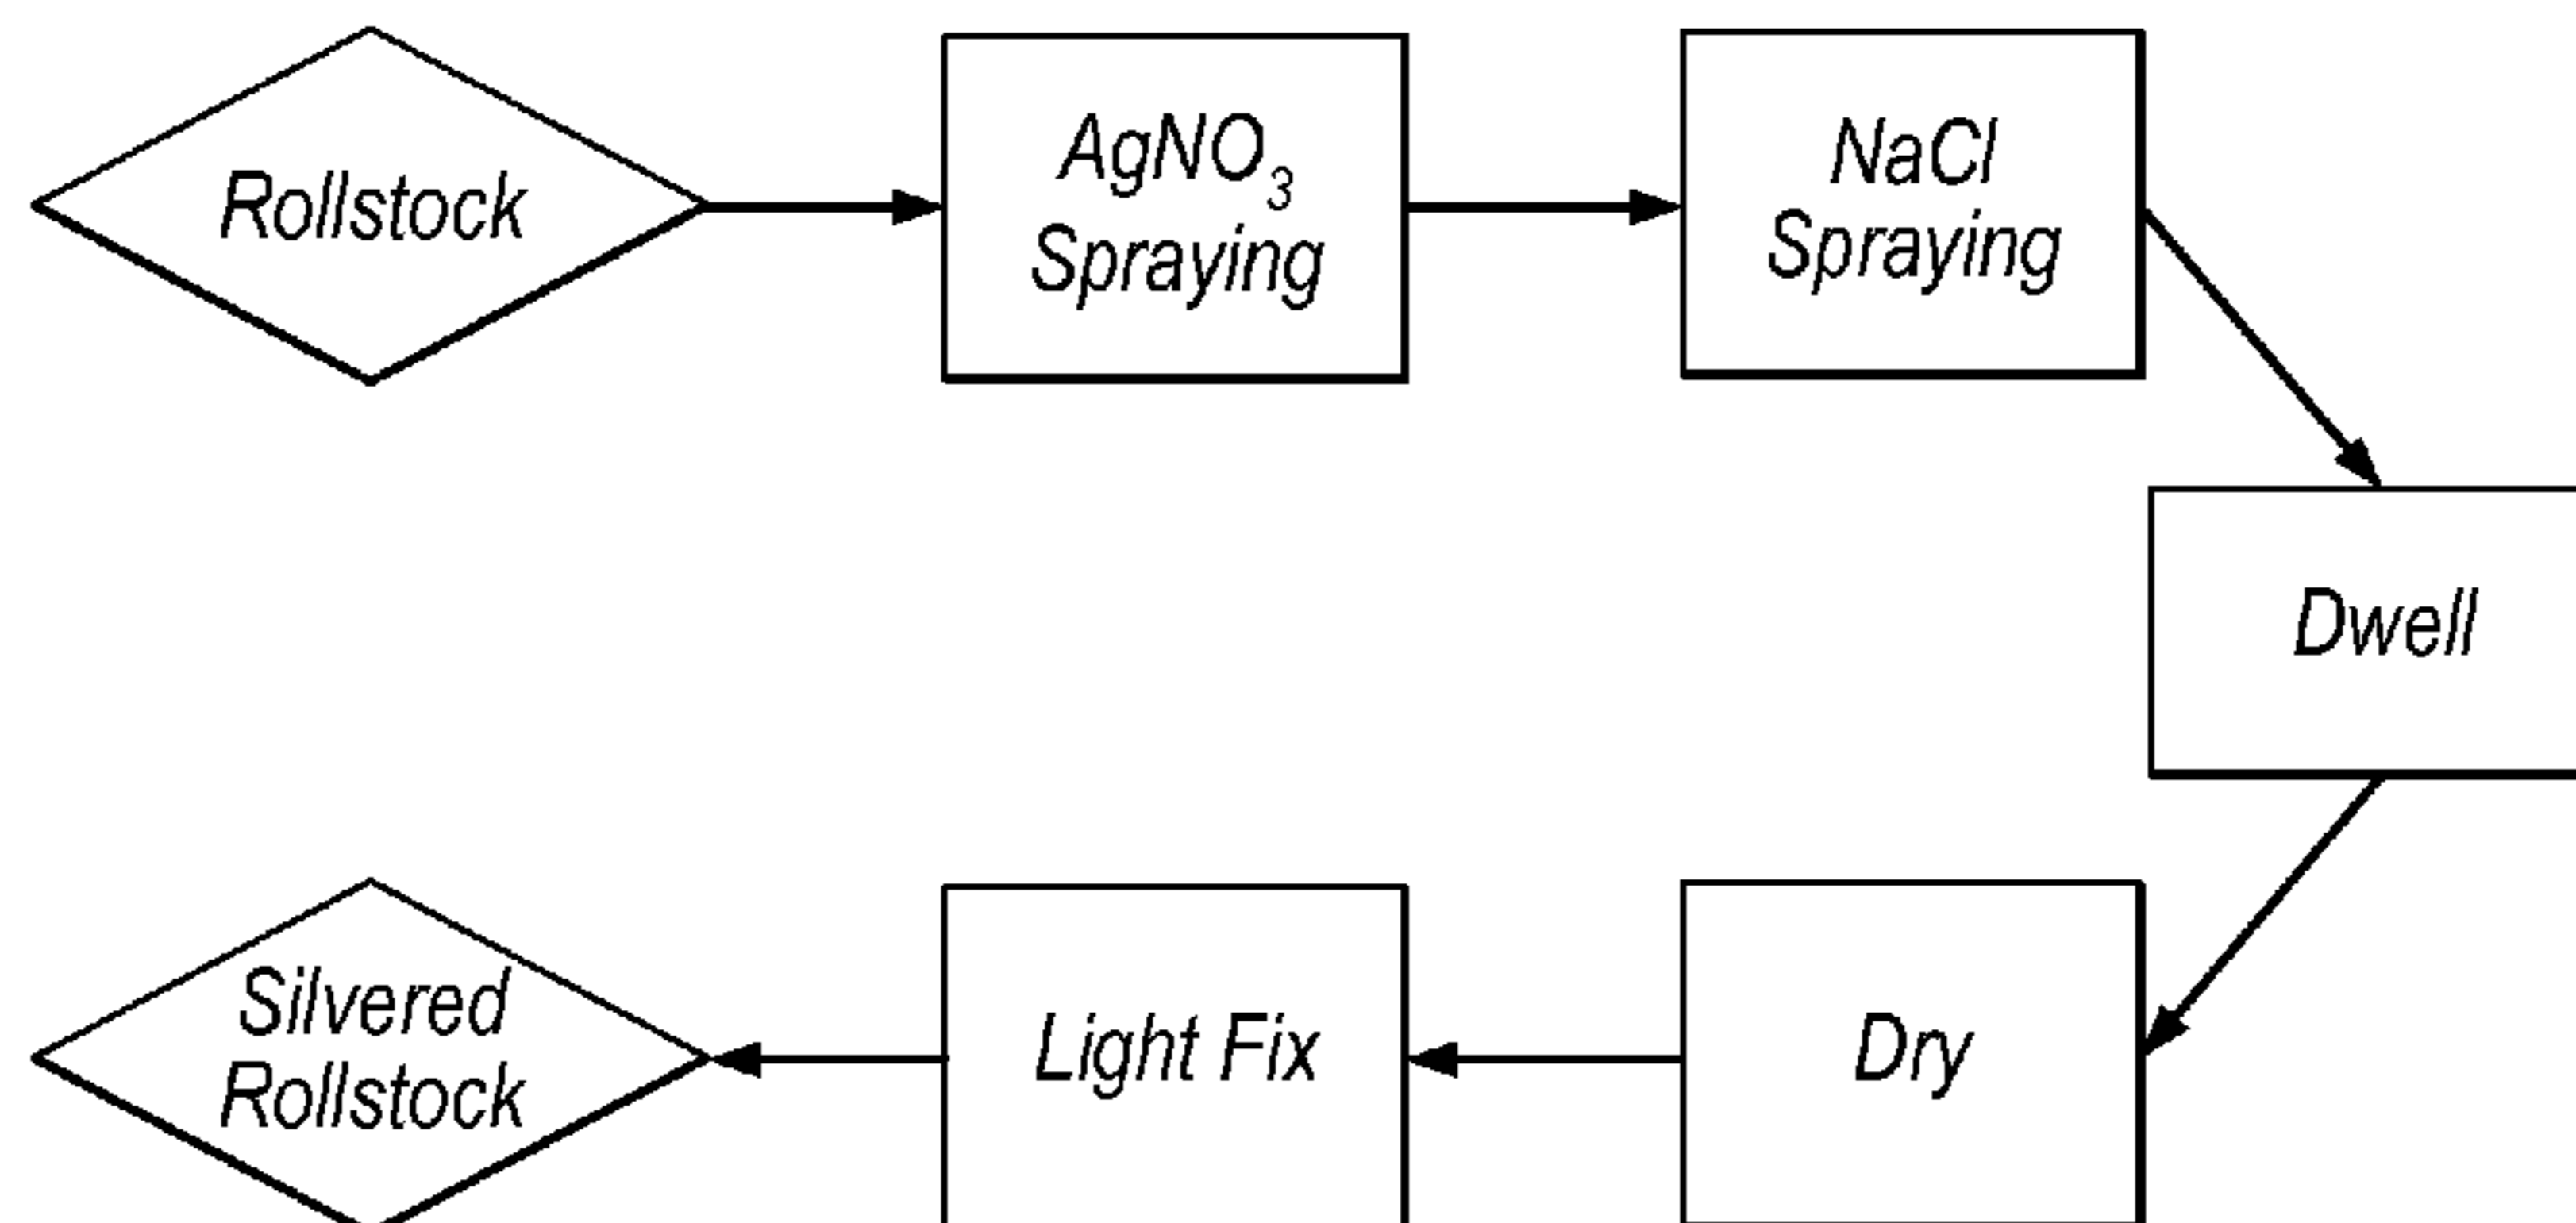 Rollstock
AgNO₃
Spraying
NaCl
Spraying
Dwell
Silvered
Rollstock
Light Fix
Dry